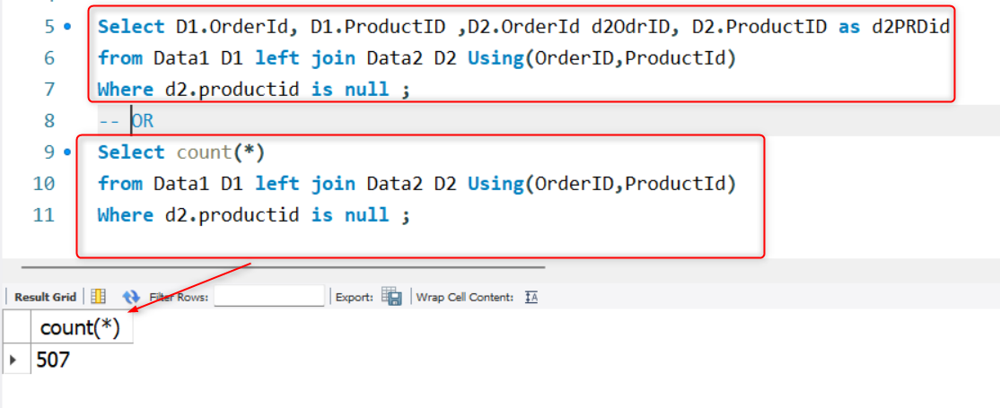 5 Select D1.OrderId, D1.ProductID ,D2.OrderId d2OdrID, D2.ProductID as d2PRDid
6 from Data1 D1 left join Data2 D2 Using(OrderID,ProductId)
7 Where d2.productid is null ;
8 -- OR
9 Select count(*)
10 from Data1 D1 left join Data2 D2 Using(OrderID,ProductId)
11 Where d2.productid is null ;
Result Grid Filter Rows: Export: Wrap Cell Content:
count(*)
507